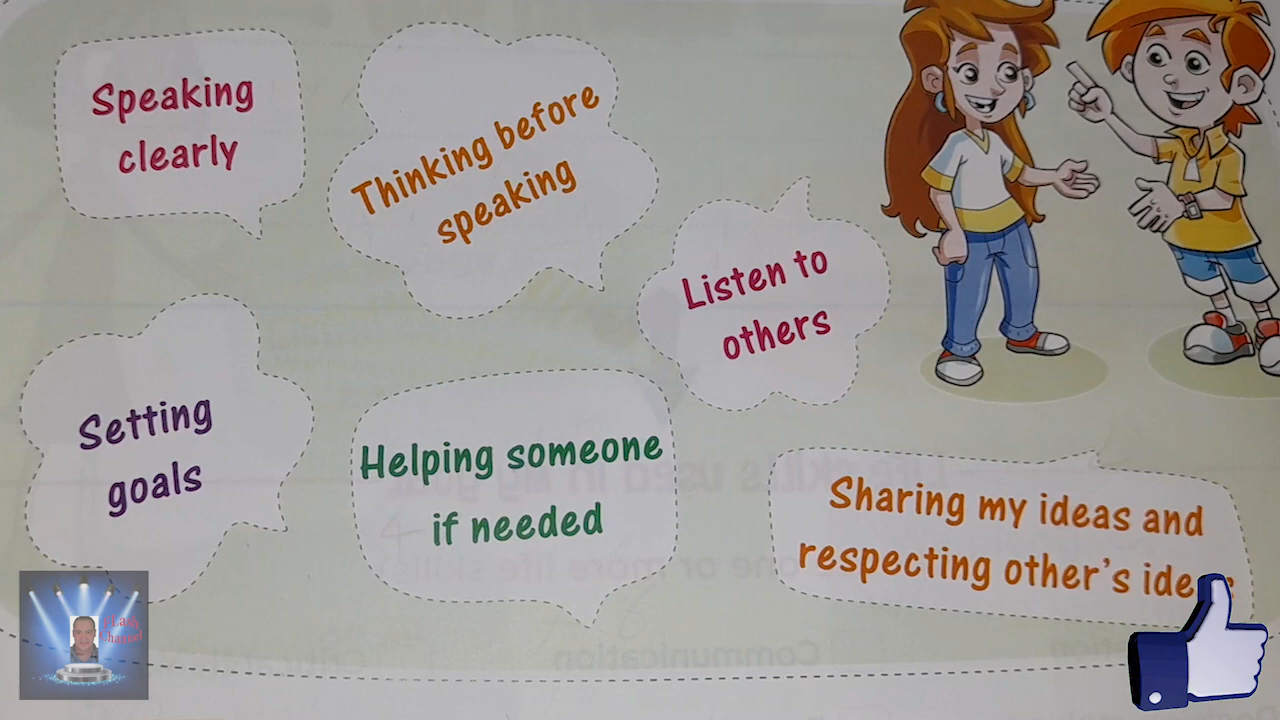 Speaking
clearly
Thinking before
speaking
Listen to
others
Setting
goals
Helping someone
if needed
Sharing my ideas and
respecting other's
Channel